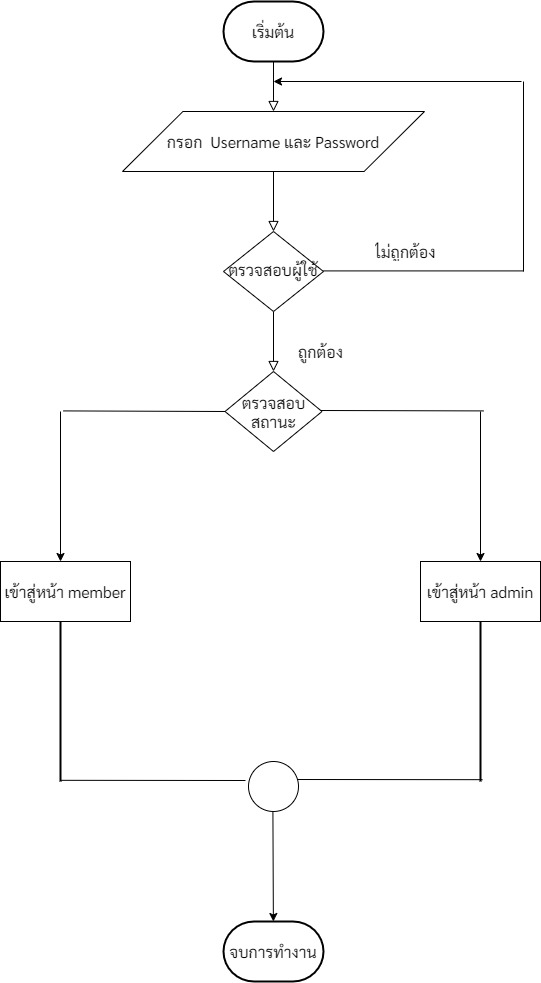 เริ่มต้น
กรอก Username และ Password
ตรวจสอบผู้ใช้
ไม่ถูกต้อง
ถูกต้อง
ตรวจสอบ
สถานะ
เข้าสู่หน้า member
เข้าสู่หน้า admin
จบการทำงาน